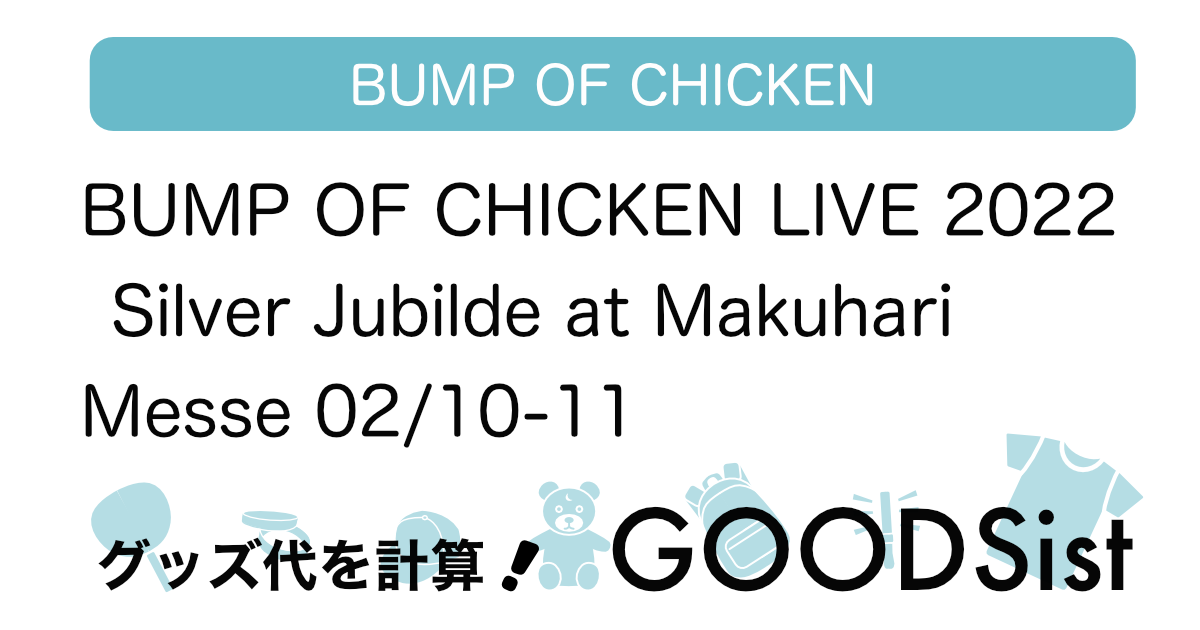 BUMP OF CHICKEN
BUMP OF CHICKEN LIVE 2022
Silver Jubilde at Makuhari
Messe 02/10-11
グッズ代を計算！GOODSist